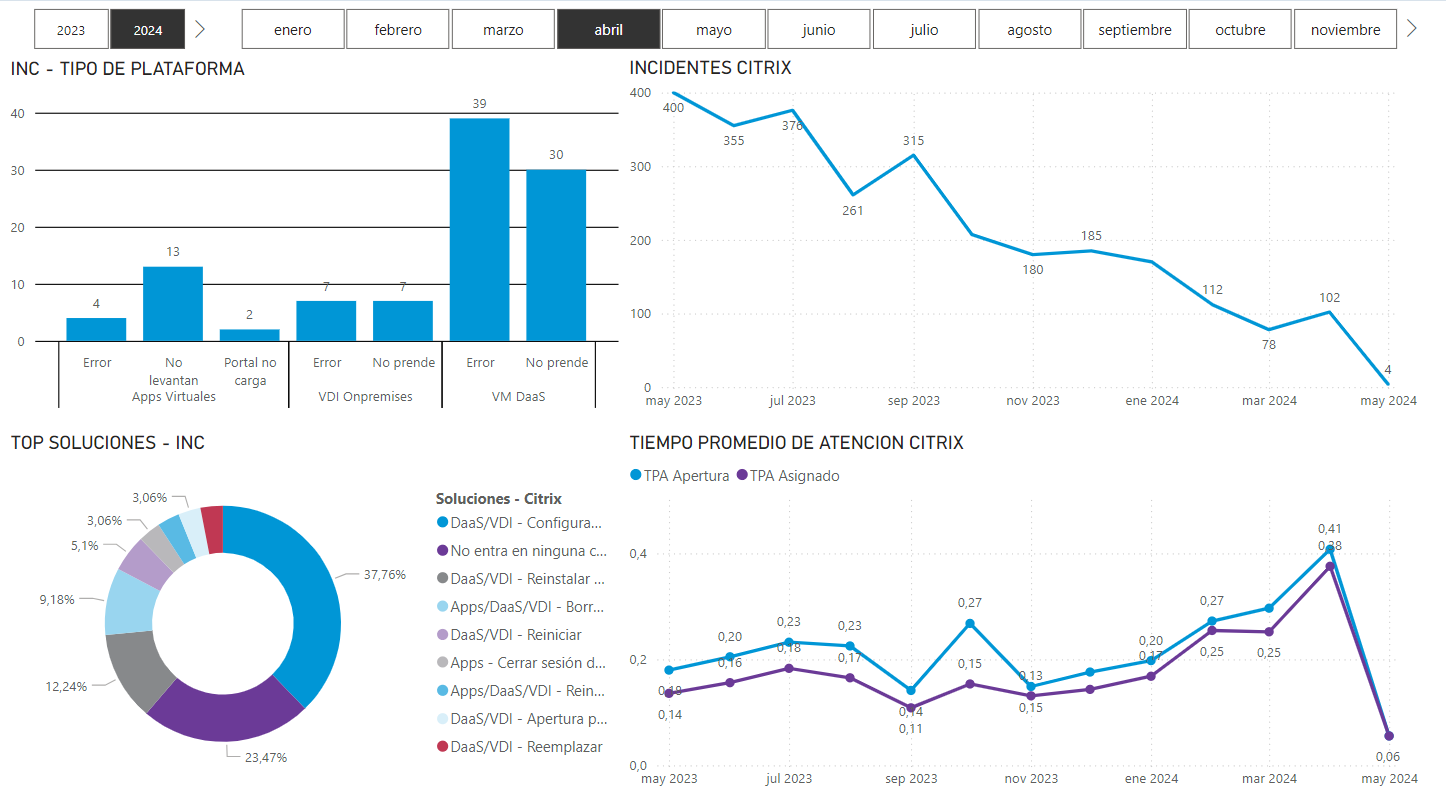 2023
2024
enero
febrero
marzo
abril
mayo
junio
julio
agosto
septiembre
octubre
noviembre
INC - TIPO DE PLATAFORMA
40
30
20
10
0
4
13
2
7
7
39
30
Error
No levantan
Portal no carga
Error
No prende
Error
No prende
Apps Virtuales
VDI Onpremises
VM DaaS
INCIDENTES CITRIX
400
300
200
100
0
400
355
376
261
315
180
185
112
78
102
4
may 2023
jul 2023
sep 2023
nov 2023
ene 2024
mar 2024
may 2024
TOP SOLUCIONES - INC
3,06%
3,06%
5,1%
9,18%
12,24%
23,47%
37,76%
Soluciones - Citrix
DaaS/VDI - Configura...
No entra en ninguna c...
DaaS/VDI - Reinstalar ...
Apps/DaaS/VDI - Borr...
DaaS/VDI - Reiniciar
Apps - Cerrar sesión d...
Apps/DaaS/VDI - Rein...
DaaS/VDI - Apertura p...
DaaS/VDI - Reemplazar
TIEMPO PROMEDIO DE ATENCION CITRIX
TPA Apertura
TPA Asignado
0,4
0,2
0,0
0,18
0,14
0,20
0,16
0,23
0,18
0,23
0,17
0,14
0,11
0,27
0,15
0,13
0,15
0,20
0,17
0,27
0,25
0,25
0,41
0,38
0,06
may 2023
jul 2023
sep 2023
nov 2023
ene 2024
mar 2024
may 2024